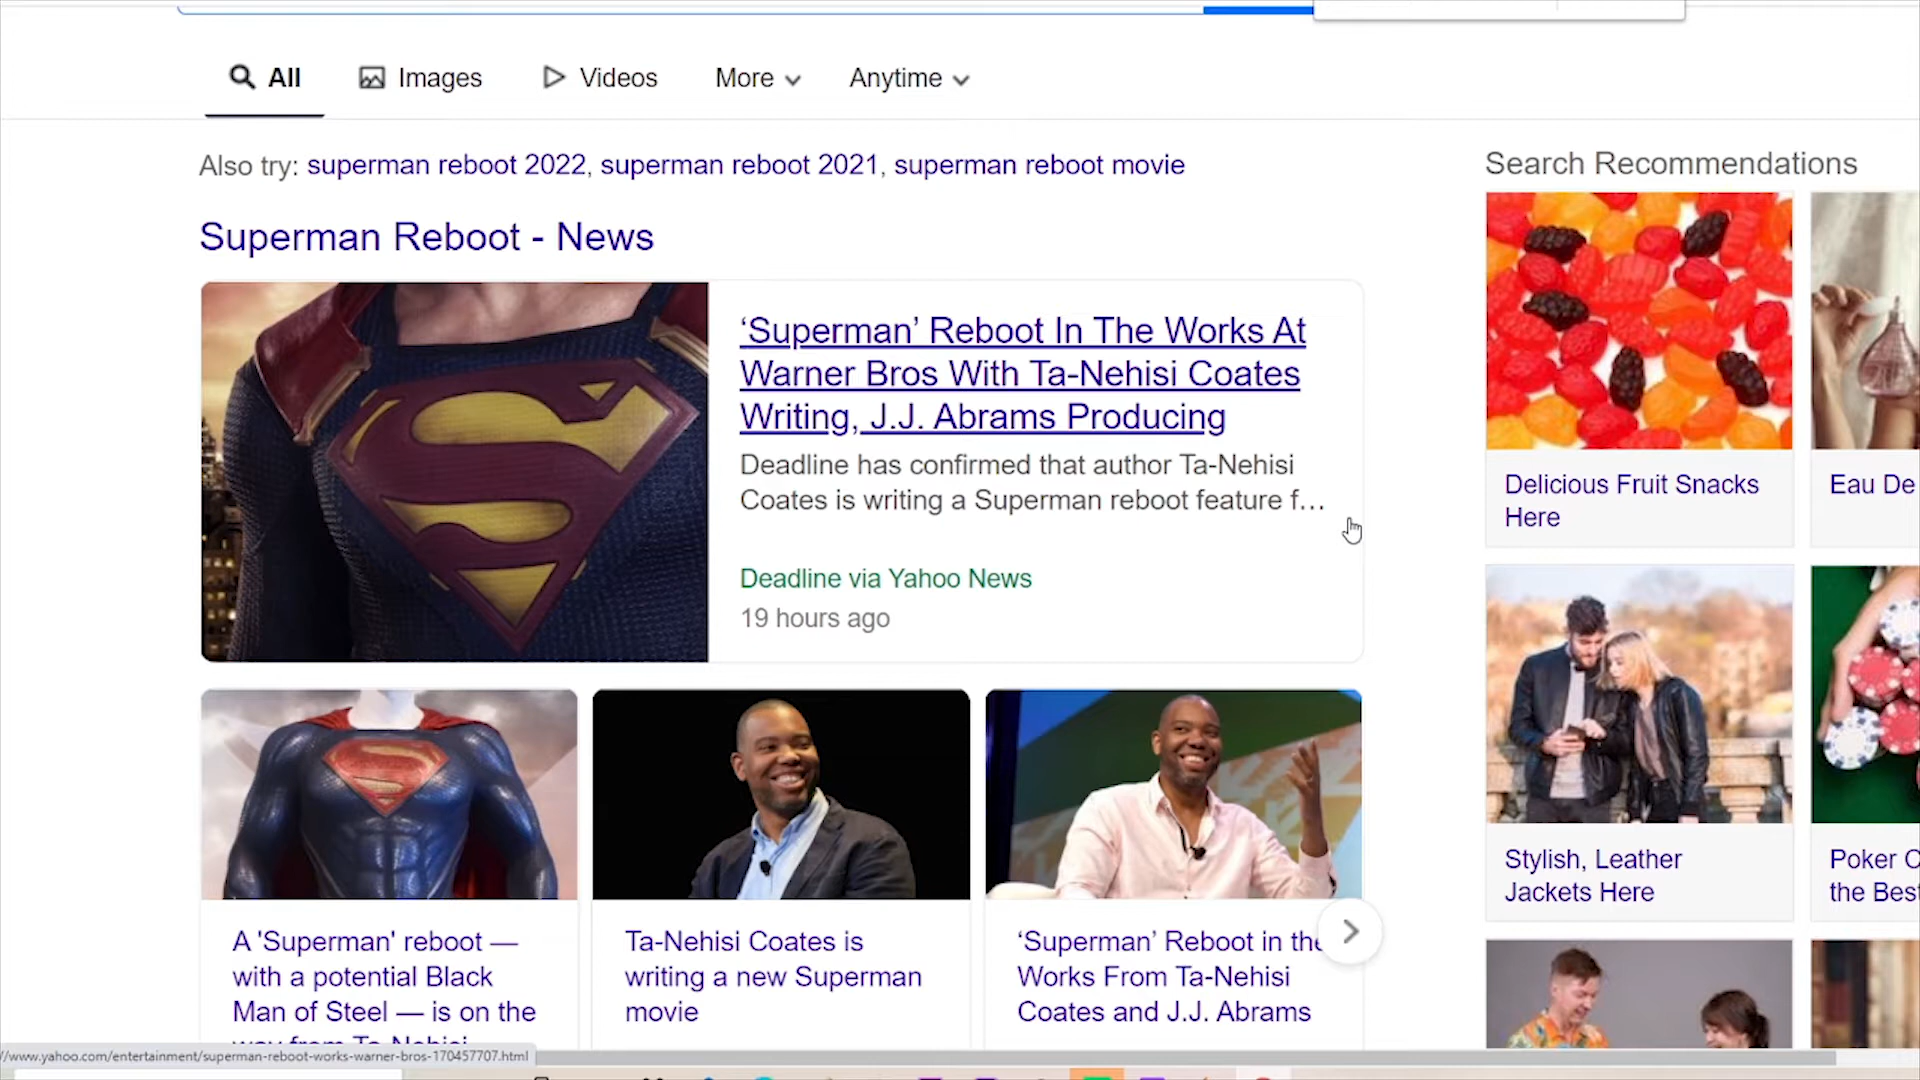 All Images Videos More Anytime
Also try: superman reboot 2022, superman reboot 2021, superman reboot movie
Superman Reboot - News
‘Superman’ Reboot In The Works At
Warner Bros With Ta-Nehisi Coates
Writing, J.J. Abrams Producing
Deadline has confirmed that author Ta-Nehisi
Coates is writing a Superman reboot feature f...
Deadline via Yahoo News
19 hours ago
A 'Superman' reboot —
with a potential Black
Man of Steel — is on the
way from Ta-Nehisi
Ta-Nehisi Coates is
writing a new Superman
movie
‘Superman’ Reboot in the
Works From Ta-Nehisi
Coates and J.J. Abrams
Search Recommendations
Delicious Fruit Snacks
Here
Eau De
Stylish, Leather
Jackets Here
Poker C
the Best
//www.yahoo.com/entertainment/superman-reboot-works-warner-bros-170457707.html